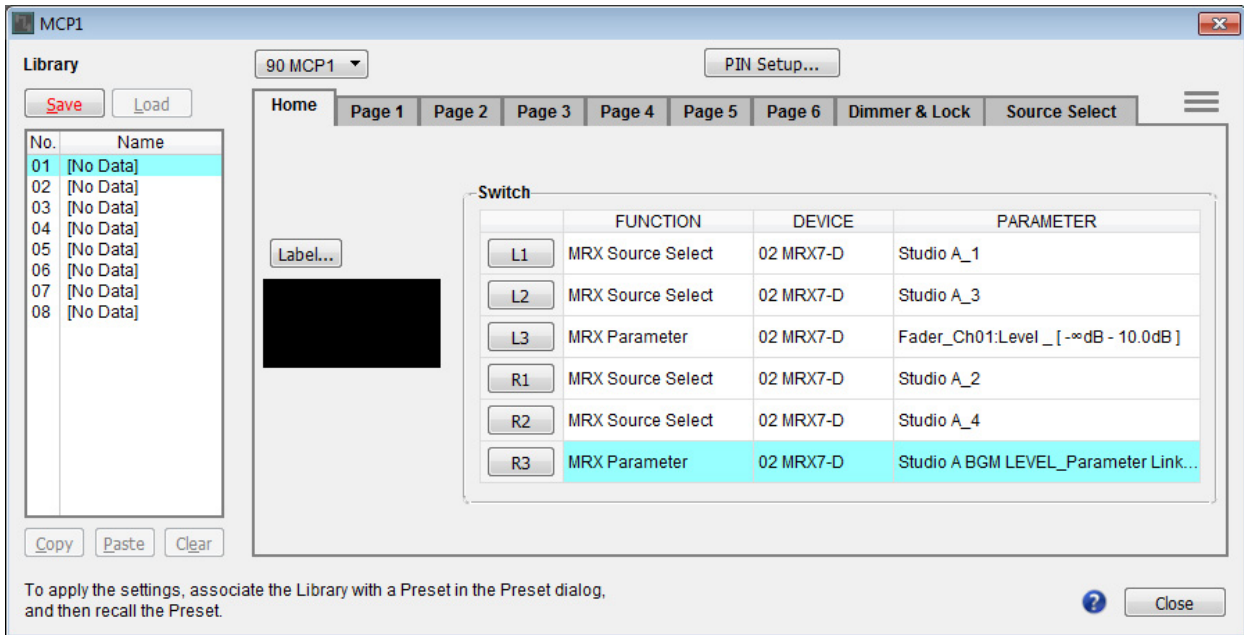 MCP1
Library
90 MCP1
PIN Setup...
Save Load
Home Page 1 Page 2 Page 3 Page 4 Page 5 Page 6 Dimmer & Lock Source Select
No. Name
01 [No Data]
02 [No Data]
03 [No Data]
04 [No Data]
05 [No Data]
06 [No Data]
07 [No Data]
08 [No Data]
Label...
Switch
FUNCTION DEVICE PARAMETER
L1 MRX Source Select 02 MRX7-D Studio A_1
L2 MRX Source Select 02 MRX7-D Studio A_3
L3 MRX Parameter 02 MRX7-D Fader_Ch01:Level _ [ -∞dB - 10.0dB ]
R1 MRX Source Select 02 MRX7-D Studio A_2
R2 MRX Source Select 02 MRX7-D Studio A_4
R3 MRX Parameter 02 MRX7-D Studio A BGM LEVEL_Parameter Link...
Copy Paste Clear
To apply the settings, associate the Library with a Preset in the Preset dialog,
and then recall the Preset.
? Close